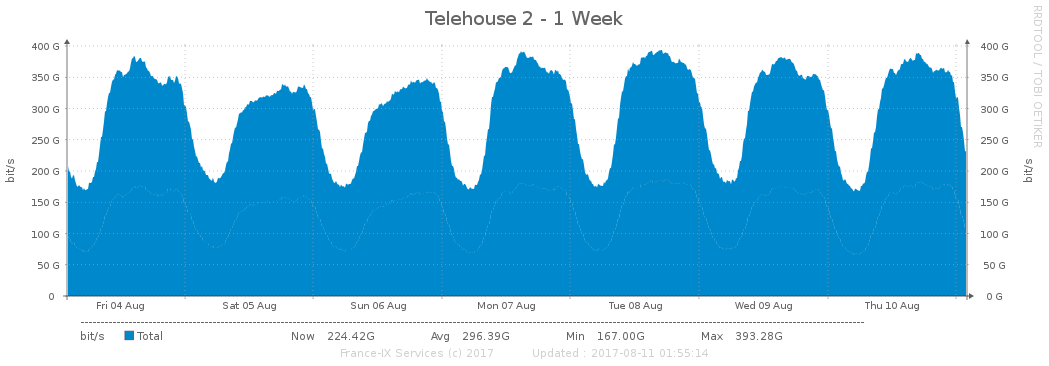 Telehouse 2 - 1 Week
RRDTOOL / TOBI OETIKER
400 G 400 G
350 G 350 G
300 G 300 G
250 G 250 G
200 G 200 G
150 G 150 G
100 G 100 G
50 G 50 G
0 0 G
bit/s bit/s
Fri 04 Aug Sat 05 Aug Sun 06 Aug Mon 07 Aug Tue 08 Aug Wed 09 Aug Thu 10 Aug
bit/s Total Now 224.42G Avg 296.39G Min 167.00G Max 393.28G
France-IX Services (c) 2017 Updated : 2017-08-11 01:55:14